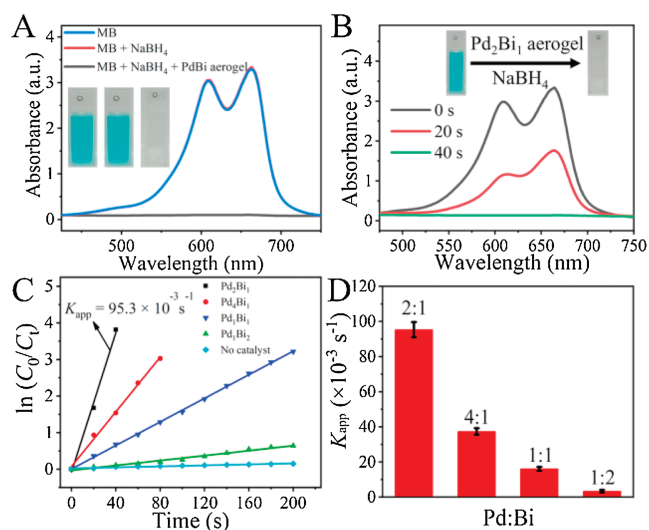 A
MB
MB + NaBH4
MB + NaBH4 + PdBi aerogel
Absorbance (a.u.)
4
3
2
1
0
500
600
700
Wavelength (nm)
B
Pd2Bi1 aerogel
NaBH4
0 s
20 s
40 s
Absorbance (a.u.)
4
3
2
1
0
500
550
600
650
700
750
Wavelength (nm)
C
Kapp = 95.3 × 10-3s-1
Pd2Bi1
Pd4Bi1
Pd1Bi1
Pd1Bi2
No catalyst
ln (C0/Ct)
5
4
3
2
1
0
0
40
80
120
160
200
Time (s)
D
2:1
4:1
1:1
1:2
Kapp (×10-3 s-1)
120
100
80
60
40
20
0
Pd:Bi